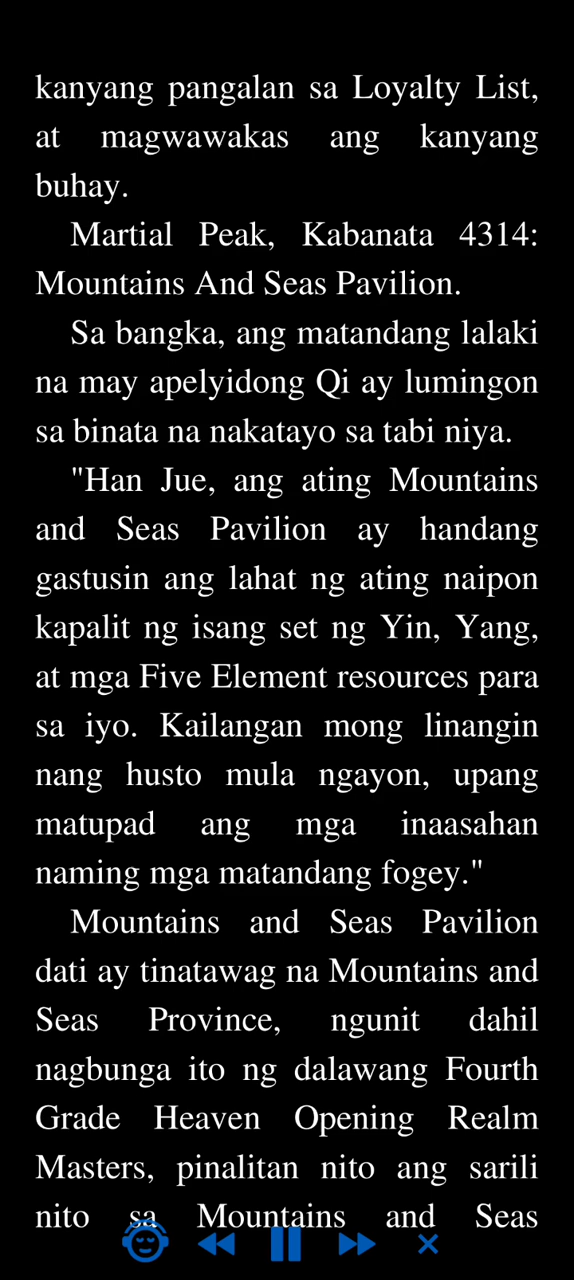 kanyang pangalan sa Loyalty List,
at magwawakas ang kanyang
buhay.
Martial Peak, Kabanata 4314:
Mountains And Seas Pavilion.
Sa bangka, ang matandang lalaki
na may apelyidong Qi ay lumingon
sa binata na nakatayo sa tabi niya.
"Han Jue, ang ating Mountains
and Seas Pavilion ay handang
gastusin ang lahat ng ating naipon
kapalit ng isang set ng Yin, Yang,
at mga Five Element resources para
sa iyo. Kailangan mong linangin
nang husto mula ngayon, upang
matupad ang mga inaasahan
naming mga matandang fogey."
Mountains and Seas Pavilion
dati ay tinatawag na Mountains and
Seas Province, ngunit dahil
nagbunga ito ng dalawang Fourth
Grade Heaven Opening Realm
Masters, pinalitan nito ang sarili
nito sa Mountains and Seas